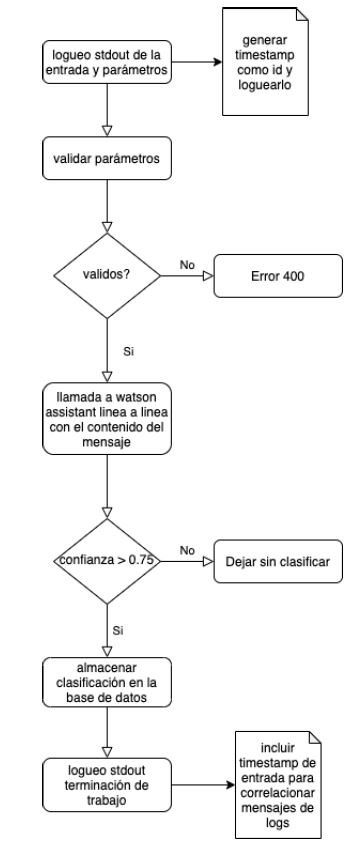 logueo stdout de la
entrada y parámetros
generar
timestamp
como id y
loguearlo
validar parámetros
validos?
No
Error 400
Si
llamada a watson
assistant linea a linea
con el contenido del
mensaje
confianza > 0.75
No
Dejar sin clasificar
Si
almacenar
clasificación en la
base de datos
logueo stdout
terminación de
trabajo
incluir
timestamp de
entrada para
correlacionar
mensajes de
logs